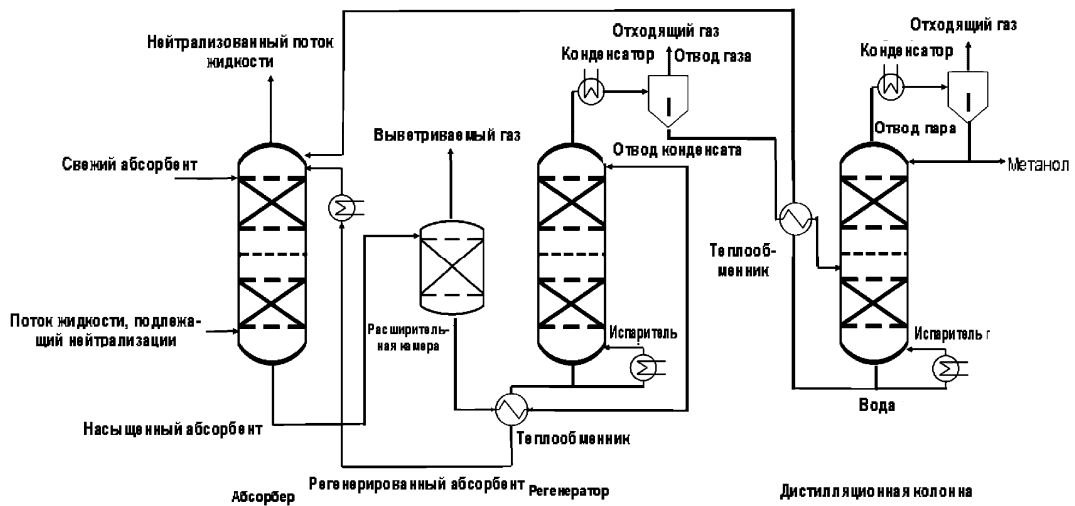 Нейтрализованный поток
жидкости
Свежий абсорбент
Поток жидкости, подлежа-
щий нейтрализации
Насыщенный абсорбент
Абсорбер
Выветриваемый газ
Расширитель-
ная камера
Регенерированный абсорбент
Отходящий газ
Конденсатор
Отвод газа
Отвод конденсата
Испаритель
Теплообменник
Регенератор
Теплооб-
менник
Отходящий газ
Конденсатор
Отвод пара
Метанол
Испаритель г
Вода
Дистилляционная колонна